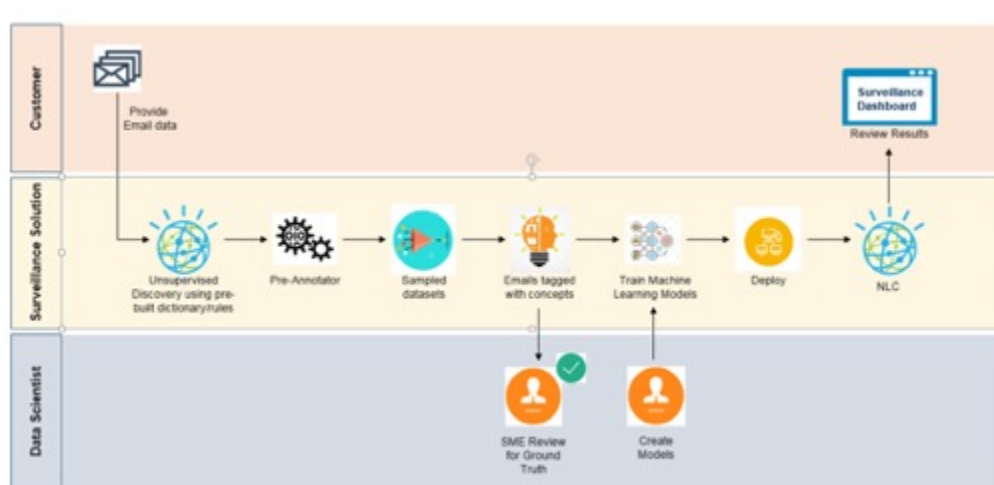 Customer
Provide
Email data
Surveillance
Dashboard
Review Results
Surveillance Solution
Unsupervised
Discovery using pre-
built dictionary/rules
Pre-Annotator
Sampled
datasets
Emails tagged
with concepts
Train Machine
Learning Models
Deploy
NLC
Data Scientist
SME Review
for Ground
Truth
Create
Models